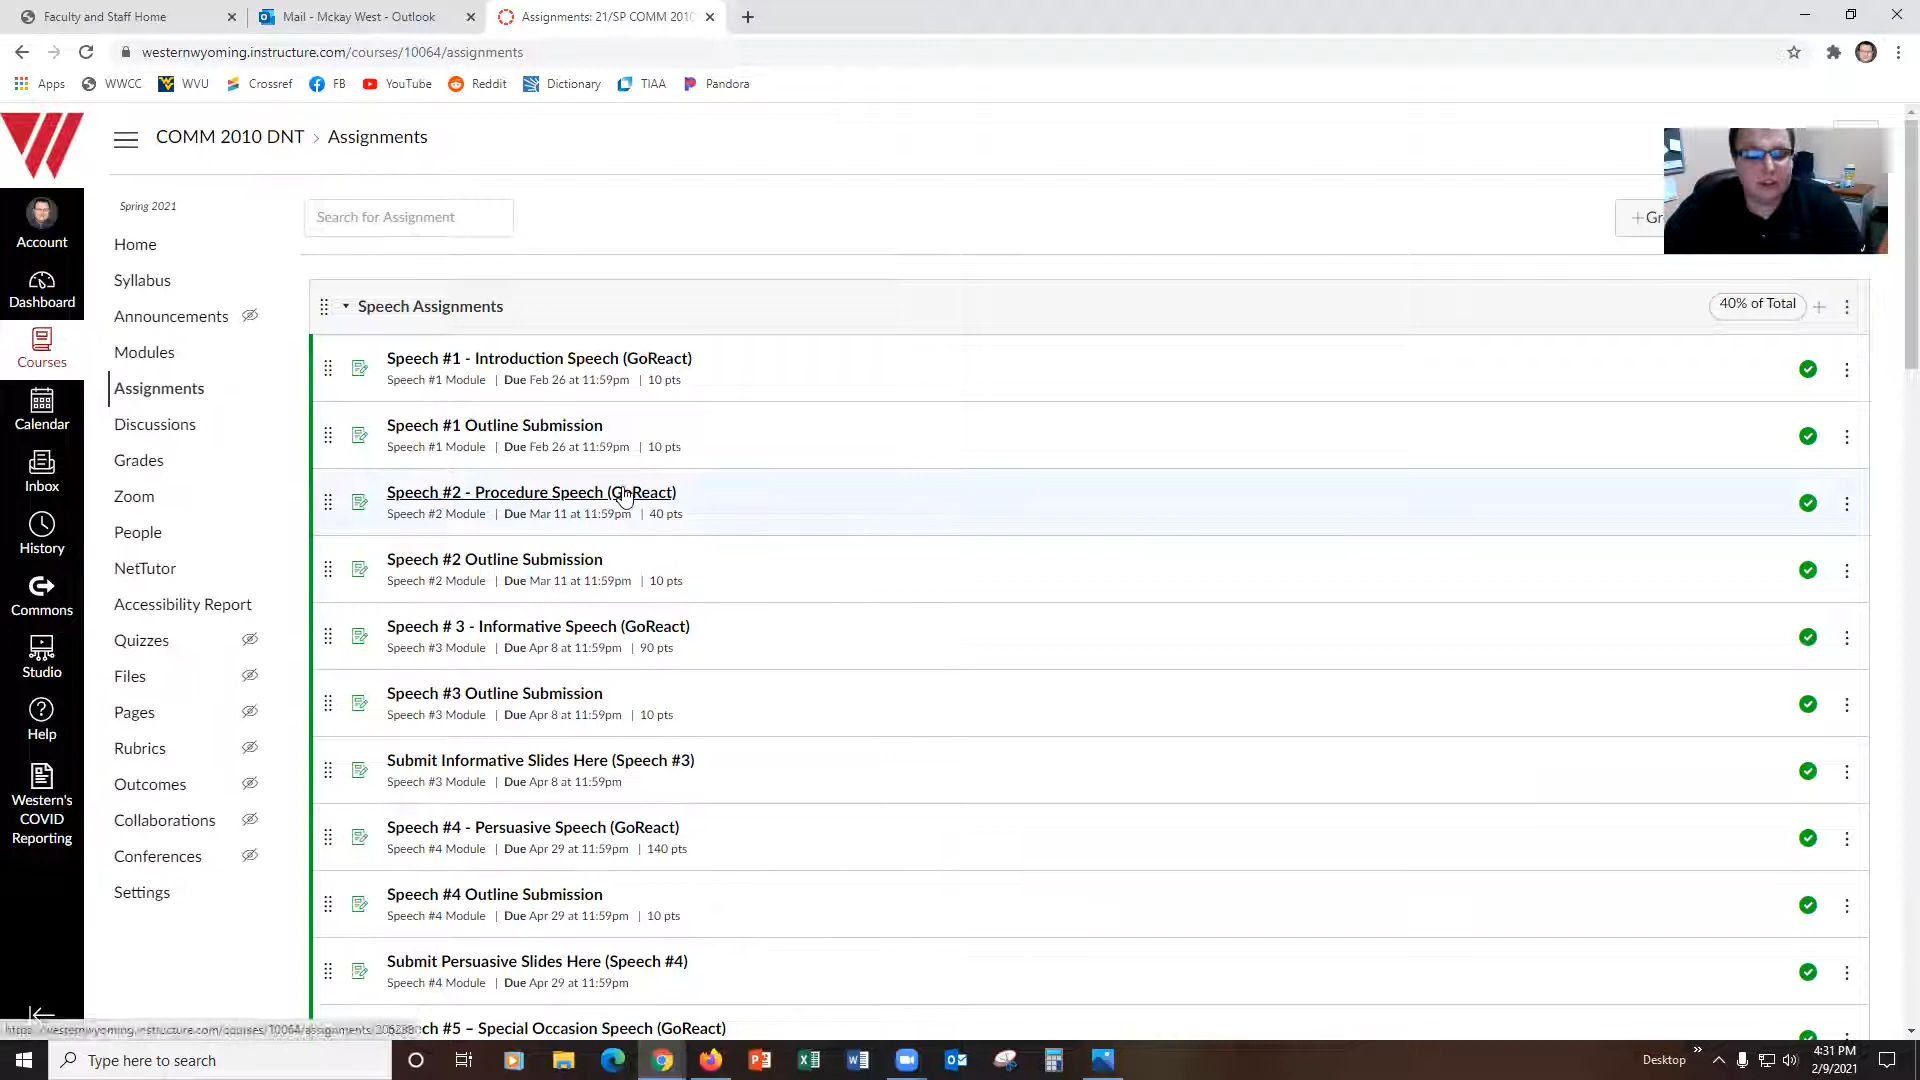 Faculty and Staff Home
Mail - Mckay West - Outlook
Assignments: 21/SP COMM 2010
westernwyoming.instructure.com/courses/10064/assignments
Apps WWCC WVU Crossref FB YouTube Reddit Dictionary TIAA Pandora
COMM 2010 DNT > Assignments
Spring 2021
Search for Assignment
+Gr
Account
Dashboard
Courses
Calendar
Inbox
History
Commons
Studio
Help
Western's
COVID
Reporting
Home
Syllabus
Announcements
Modules
Assignments
Discussions
Grades
Zoom
People
NetTutor
Accessibility Report
Quizzes
Files
Pages
Rubrics
Outcomes
Collaborations
Conferences
Settings
Speech Assignments
40% of Total
Speech #1 - Introduction Speech (GoReact)
Speech #1 Module | Due Feb 26 at 11:59pm | 10 pts
Speech #1 Outline Submission
Speech #1 Module | Due Feb 26 at 11:59pm | 10 pts
Speech #2 - Procedure Speech (GoReact)
Speech #2 Module | Due Mar 11 at 11:59pm | 40 pts
Speech #2 Outline Submission
Speech #2 Module | Due Mar 11 at 11:59pm | 10 pts
Speech # 3 - Informative Speech (GoReact)
Speech #3 Module | Due Apr 8 at 11:59pm | 90 pts
Speech #3 Outline Submission
Speech #3 Module | Due Apr 8 at 11:59pm | 10 pts
Submit Informative Slides Here (Speech #3)
Speech #3 Module | Due Apr 8 at 11:59pm
Speech #4 - Persuasive Speech (GoReact)
Speech #4 Module | Due Apr 29 at 11:59pm | 140 pts
Speech #4 Outline Submission
Speech #4 Module | Due Apr 29 at 11:59pm | 10 pts
Submit Persuasive Slides Here (Speech #4)
Speech #4 Module | Due Apr 29 at 11:59pm
ch #5 – Special Occasion Speech (GoReact)
Type here to search
Desktop
4:31 PM
2/9/2021